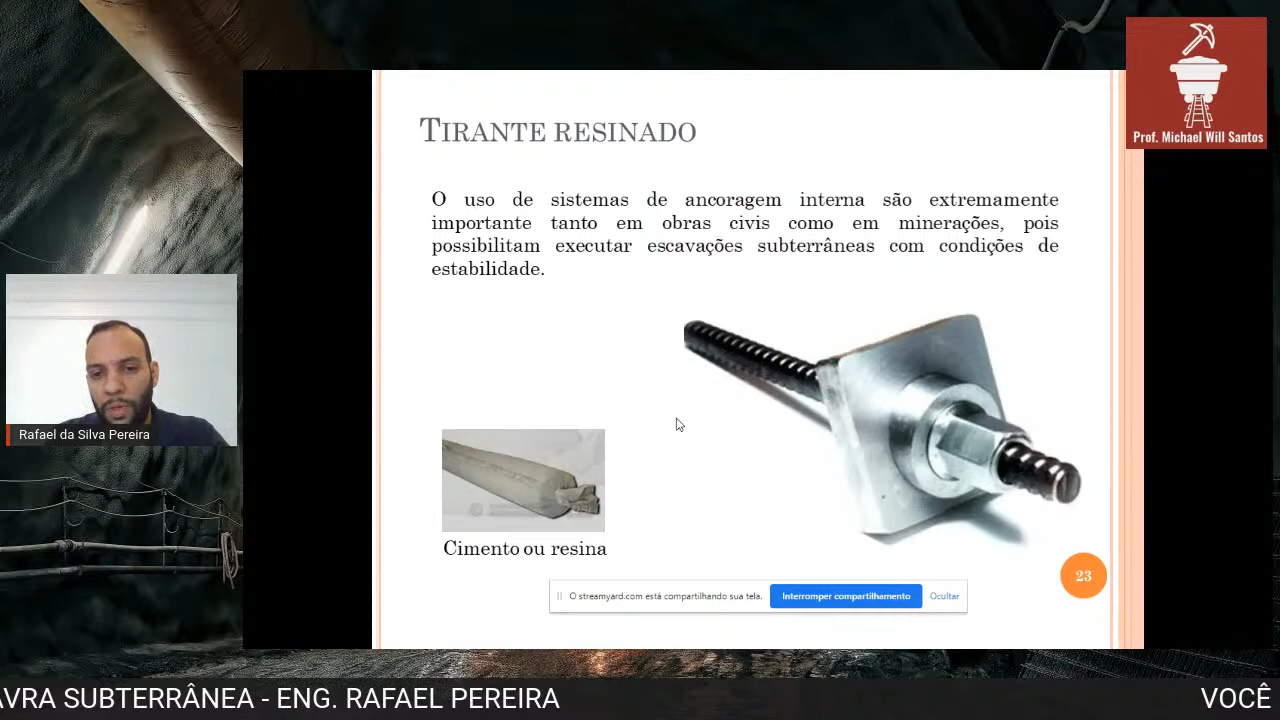 Prof. Michael Will Santos
TIRANTE RESINADO
O uso de sistemas de ancoragem interna são extremamente
importante tanto em obras civis como em minerações, pois
possibilitam executar escavações subterrâneas com condições de
estabilidade.
Rafael da Silva Pereira
Cimento ou resina
23
O streamyard.com está compartilhando sua tela.
Interromper compartilhamento
Ocultar
AVRA SUBTERRÂNEA - ENG. RAFAEL PEREIRA
VOCÊ